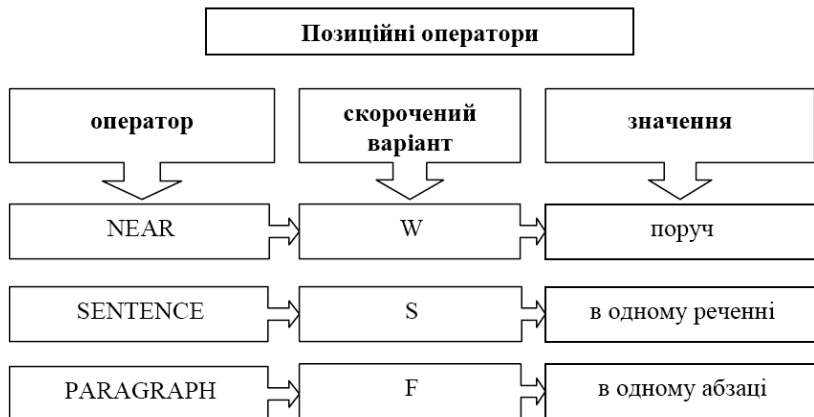 Позиційні оператори
оператор
скорочений
варіант
значення
NEAR
W
поруч
SENTENCE
S
в одному реченні
PARAGRAPH
F
в одному абзаці